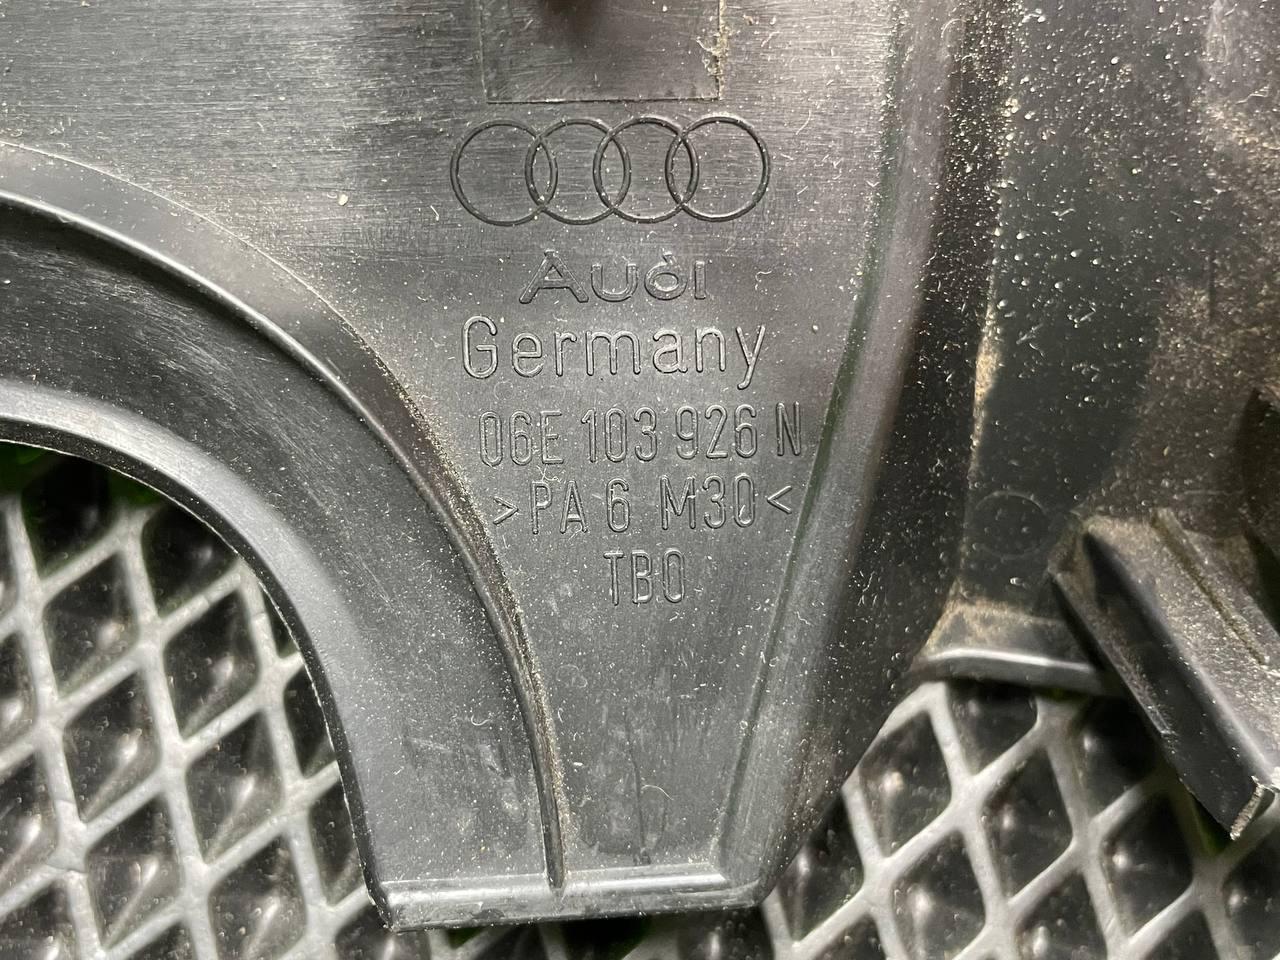 Audi
Germany
06E 103 926 N
>PA 6 M30<
TBO